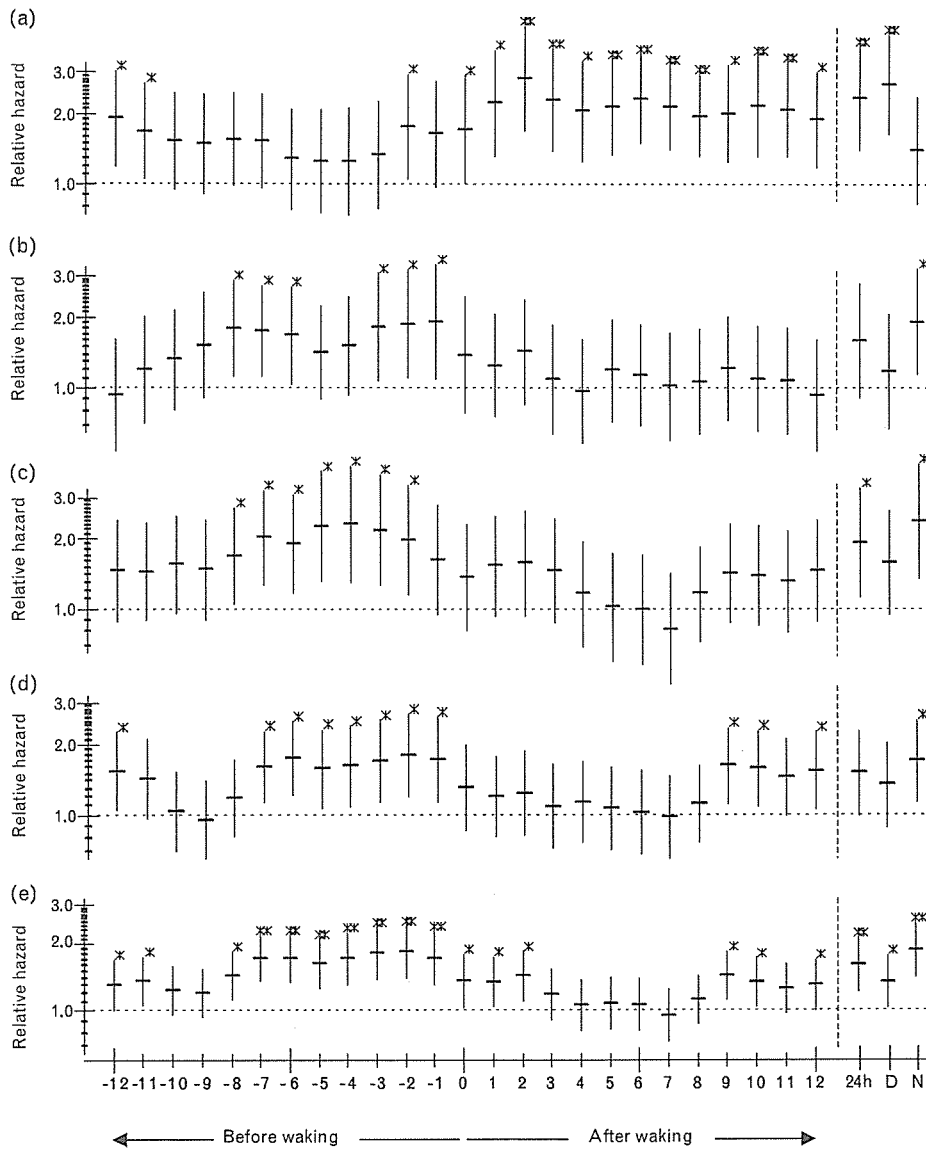 (a)
Relative hazard
3.0
2.0
1.0
(b)
Relative hazard
3.0
2.0
1.0
(c)
Relative hazard
3.0
2.0
1.0
(d)
Relative hazard
3.0
2.0
1.0
(e)
Relative hazard
3.0
2.0
1.0
-12 -11 -10 -9 -8 -7 -6 -5 -4 -3 -2 -1 0 1 2 3 4 5 6 7 8 9 10 11 12 24h D N
Before waking After waking